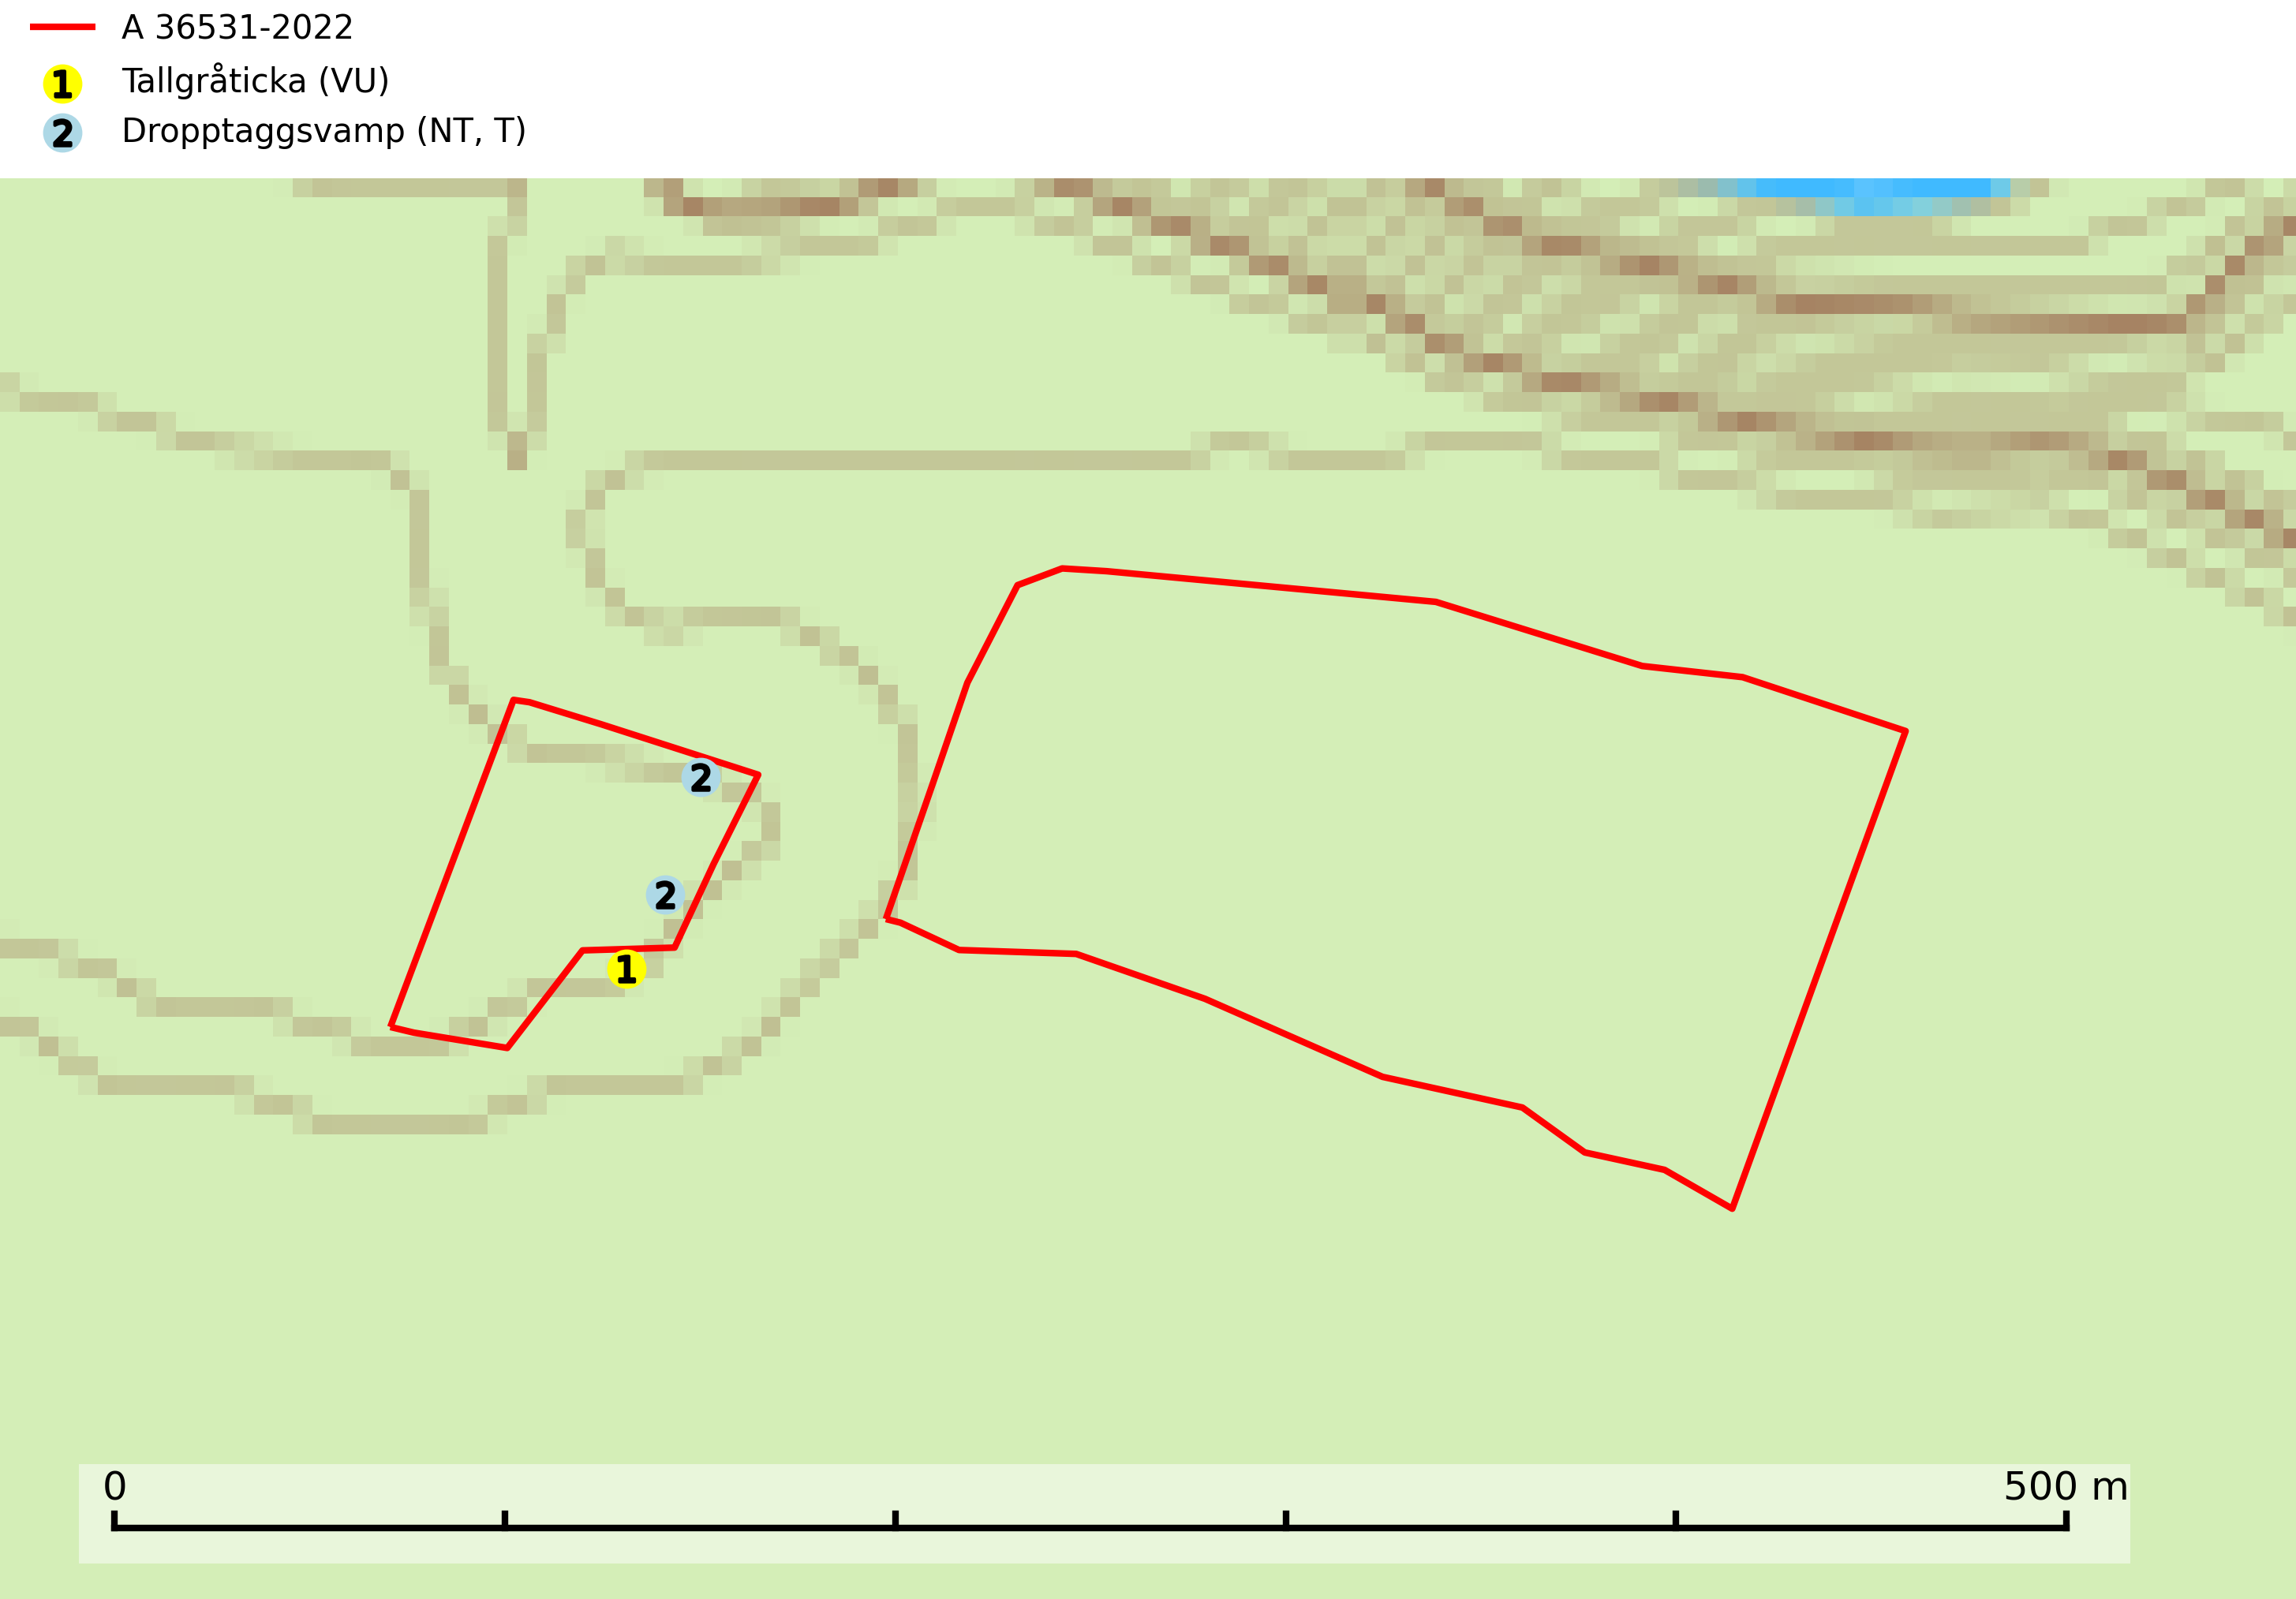 A 36531-2022
1 Tallgråticka (VU)
2 Dropptaggsvamp (NT, T)
2
2
1
0 500 m